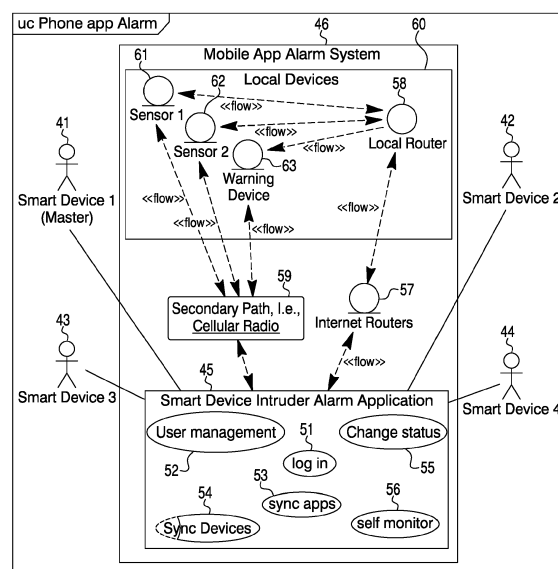 uc Phone app Alarm
46
60
Mobile App Alarm System
61
Local Devices
62
58
<<flow>>
Sensor 1
<<flow>>
41
42
Sensor 2
<<flow>>
Local Router
63
Warning
Device
Smart Device 1
(Master)
Smart Device 2
<<flow>>
<<flow>>
<<flow>>
<<flow>>
59
57
Secondary Path, I.e.,
Cellular Radio
43
44
Internet Routers
<<flow>>
Smart Device 3
45
Smart Device 4
Smart Device Intruder Alarm Application
51
User management
Change status
log in
52
53
55
54
56
sync apps
Sync Devices
self monitor